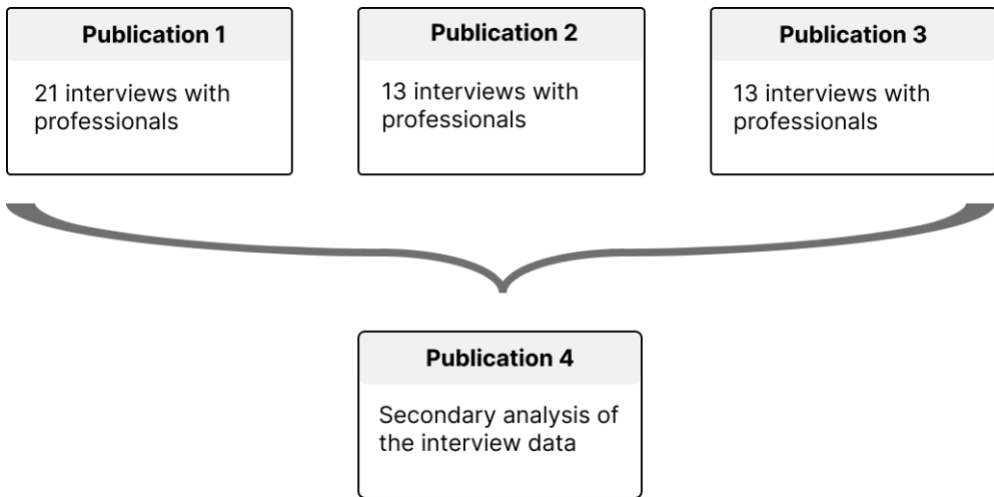 Publication 1
21 interviews with
professionals
Publication 2
13 interviews with
professionals
Publication 3
13 interviews with
professionals
Publication 4
Secondary analysis of
the interview data